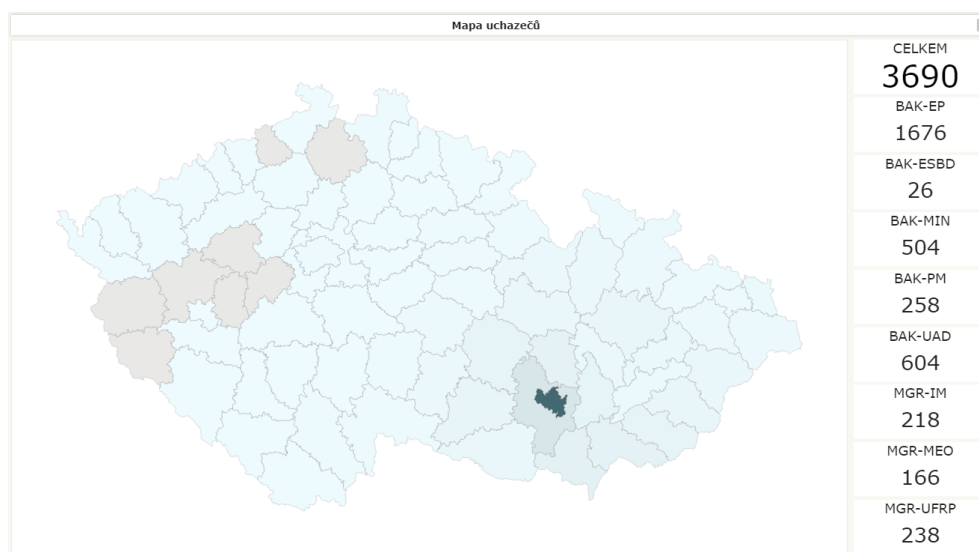 Mapa uchazečů
CELKEM
3690
BAK-EP
1676
BAK-ESBD
26
BAK-MIN
504
BAK-PM
258
BAK-UAD
604
MGR-IM
218
MGR-MEO
166
MGR-UFRP
238